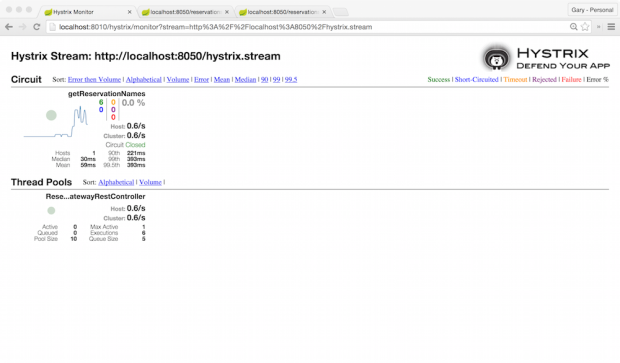 Hystrix Monitor
localhost:8050/reservation
localhost:8050/reservation
Gary - Personal
localhost:8010/hystrix/monitor?stream=http%3A%2F%2Flocalhost%3A8050%2Fhystrix.stream
Hystrix Stream: http://localhost:8050/hystrix.stream
HYSTRIX
DEFEND YOUR APP
Circuit Sort: Error then Volume | Alphabetical | Volume | Error | Mean | Median | 90 | 99 | 99.5
Success | Short-Circuited | Timeout | Rejected | Failure | Error %
getReservationNames
6 0 0.0 %
0 0
0
Host: 0.6/s
Cluster: 0.6/s
Circuit Closed
Hosts 1 90th 221ms
Median 30ms 99th 393ms
Mean 59ms 99.5th 393ms
Thread Pools Sort: Alphabetical | Volume |
Rese...atewayRestController
Host: 0.6/s
Cluster: 0.6/s
Active 0 Max Active 1
Queued 0 Executions 6
Pool Size 10 Queue Size 5